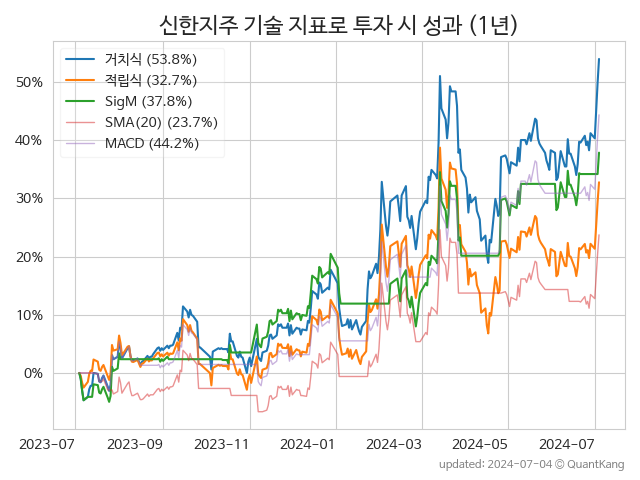 신한지주 기술 지표로 투자 시 성과 (1년)
거치식 (53.8%)
적립식 (32.7%)
SigM (37.8%)
SMA(20) (23.7%)
MACD (44.2%)
50%
40%
30%
20%
10%
0%
2023-07 2023-09 2023-11 2024-01 2024-03 2024-05 2024-07
updated: 2024-07-04 © QuantKang